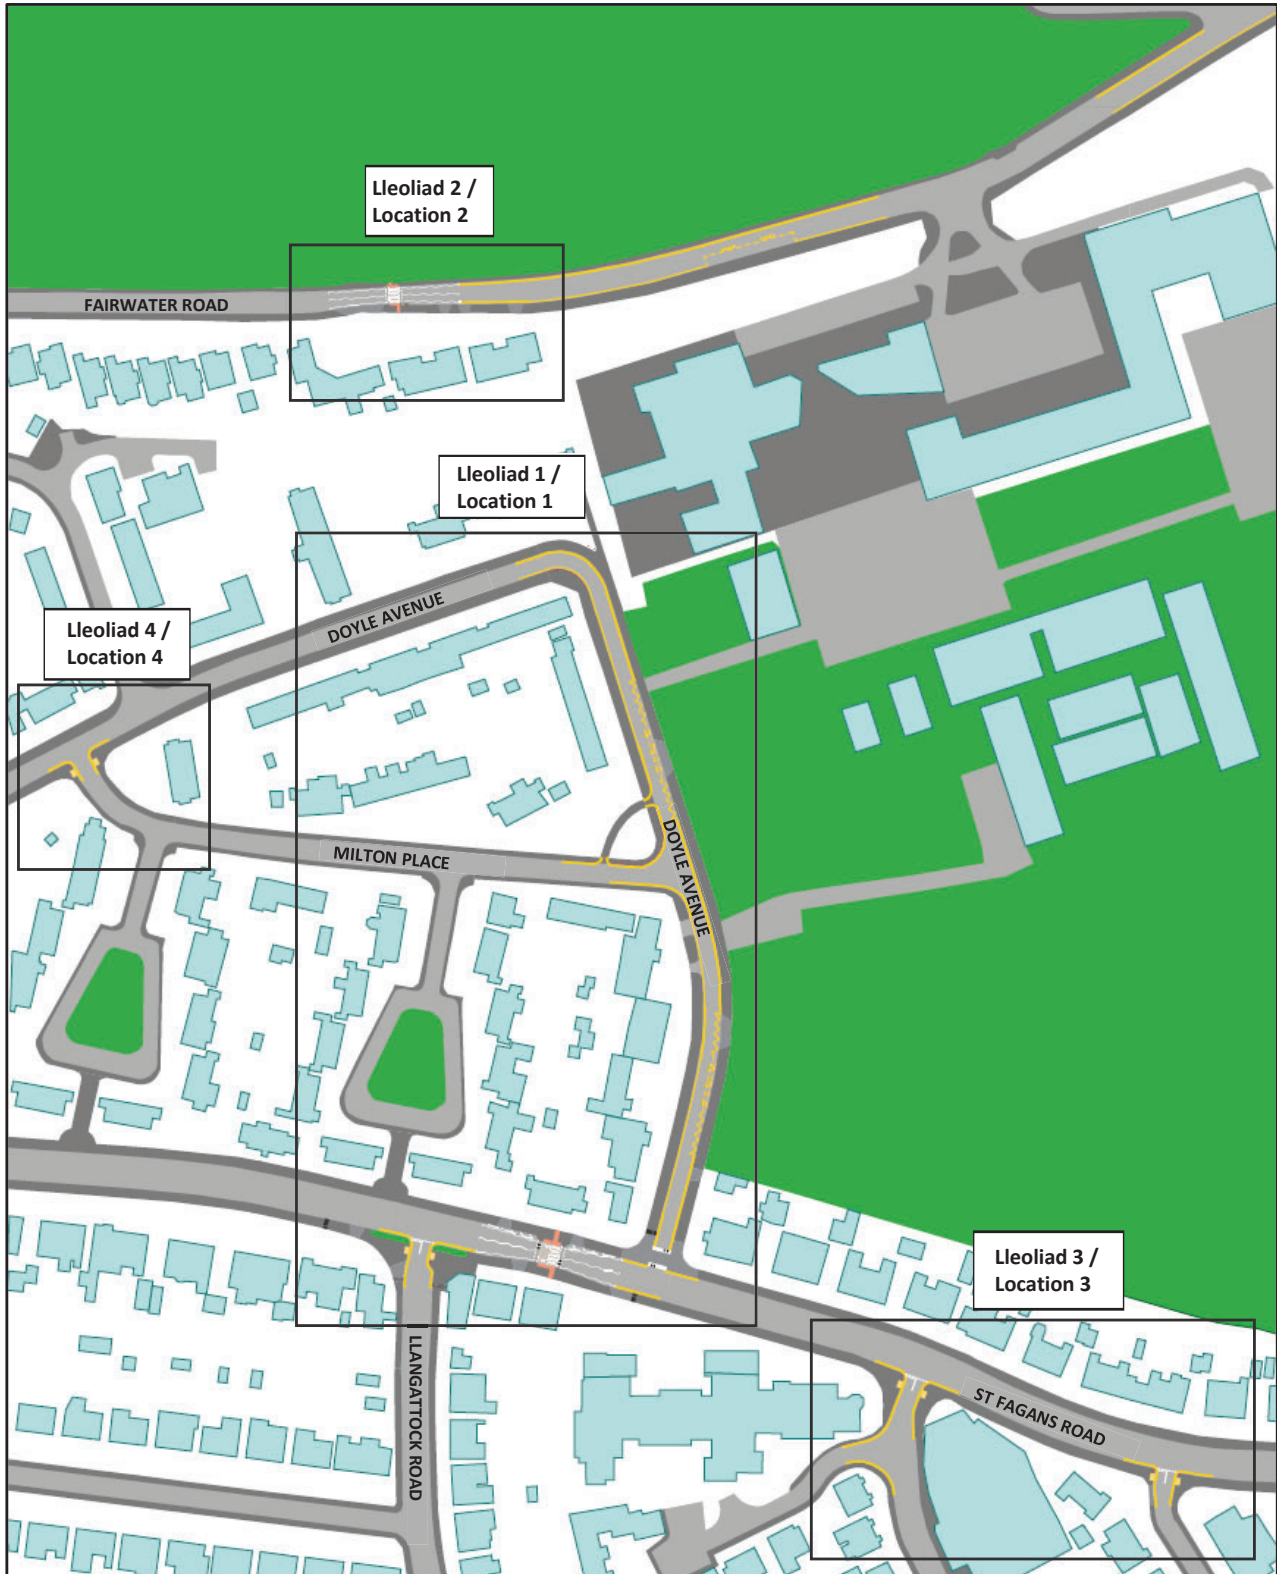 Lleoliad 2 /
Location 2
FAIRWATER ROAD
Lleoliad 1 /
Location 1
DOYLE AVENUE
Lleoliad 4 /
Location 4
MILTON PLACE
DOYLE AVENUE
Lleoliad 3 /
Location 3
LLANGATTOCK ROAD
ST FAGANS ROAD